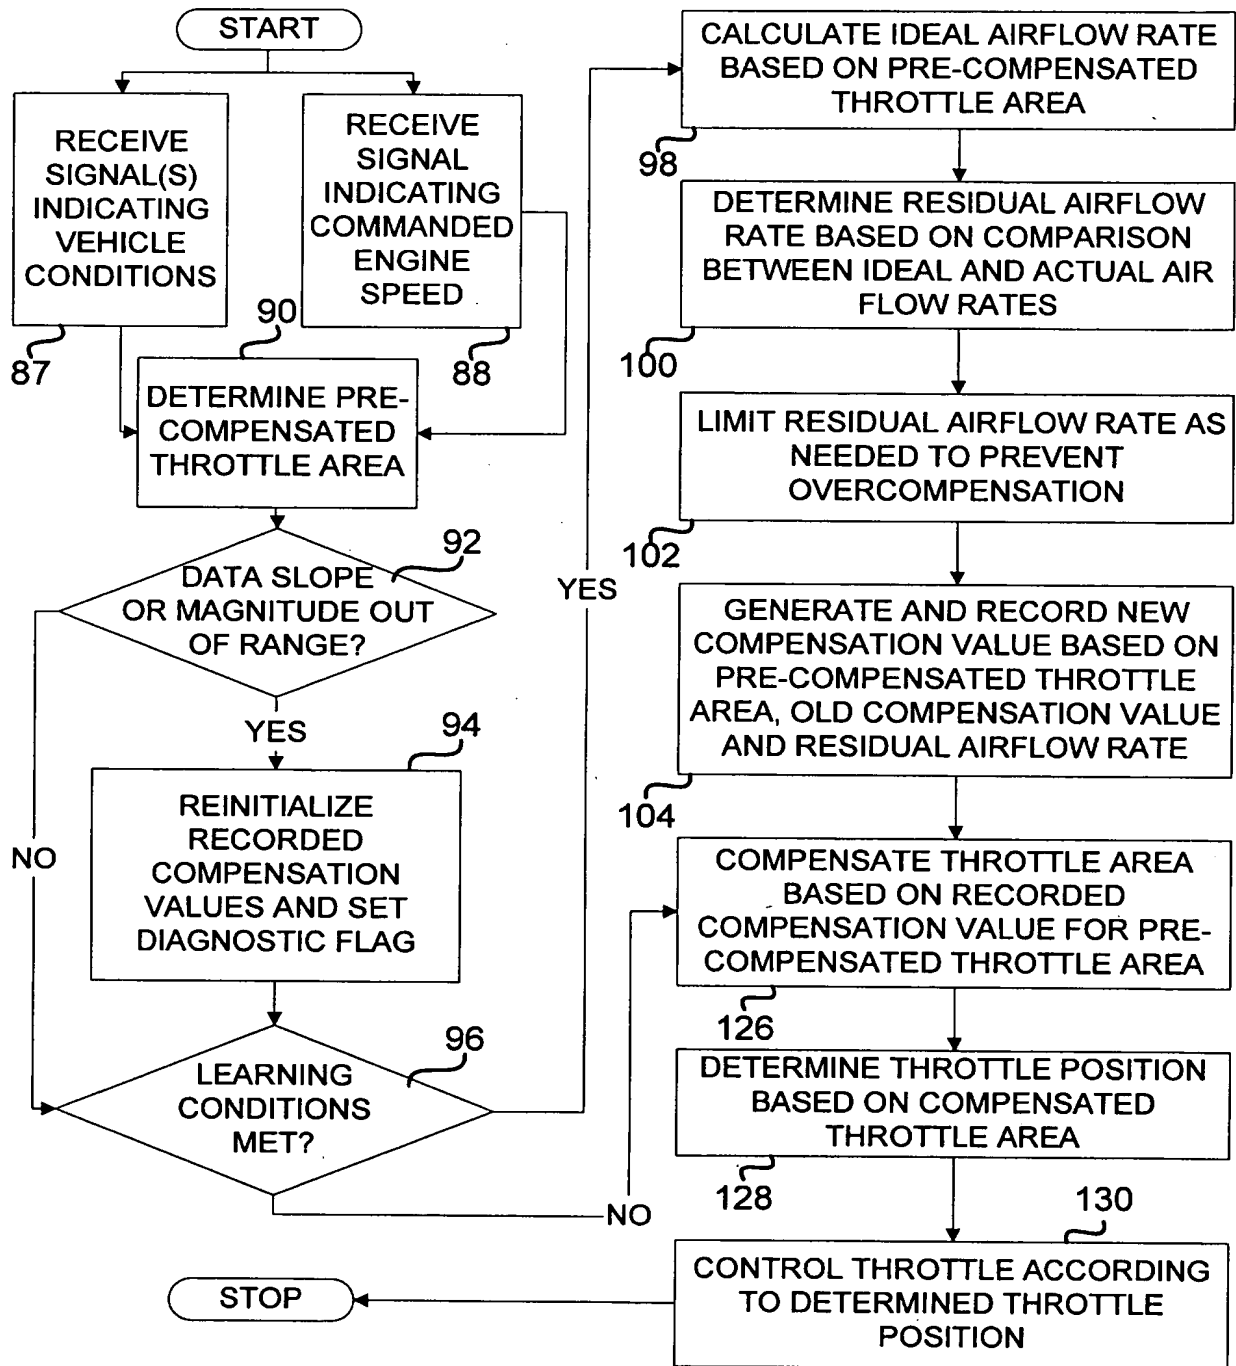 START
RECEIVE
SIGNAL(S)
INDICATING
VEHICLE
CONDITIONS
87
RECEIVE
SIGNAL
INDICATING
COMMANDED
ENGINE
SPEED
88
90
DETERMINE PRE-
COMPENSATED
THROTTLE AREA
92
DATA SLOPE
OR MAGNITUDE OUT
OF RANGE?
YES
NO
94
REINITIALIZE
RECORDED
COMPENSATION
VALUES AND SET
DIAGNOSTIC FLAG
96
LEARNING
CONDITIONS
MET?
YES
NO
CALCULATE IDEAL AIRFLOW RATE
BASED ON PRE-COMPENSATED
THROTTLE AREA
98
DETERMINE RESIDUAL AIRFLOW
RATE BASED ON COMPARISON
BETWEEN IDEAL AND ACTUAL AIR
FLOW RATES
100
LIMIT RESIDUAL AIRFLOW RATE AS
NEEDED TO PREVENT
OVERCOMPENSATION
102
GENERATE AND RECORD NEW
COMPENSATION VALUE BASED ON
PRE-COMPENSATED THROTTLE
AREA, OLD COMPENSATION VALUE
AND RESIDUAL AIRFLOW RATE
104
COMPENSATE THROTTLE AREA
BASED ON RECORDED
COMPENSATION VALUE FOR PRE-
COMPENSATED THROTTLE AREA
126
DETERMINE THROTTLE POSITION
BASED ON COMPENSATED
THROTTLE AREA
128
130
CONTROL THROTTLE ACCORDING
TO DETERMINED THROTTLE
POSITION
STOP